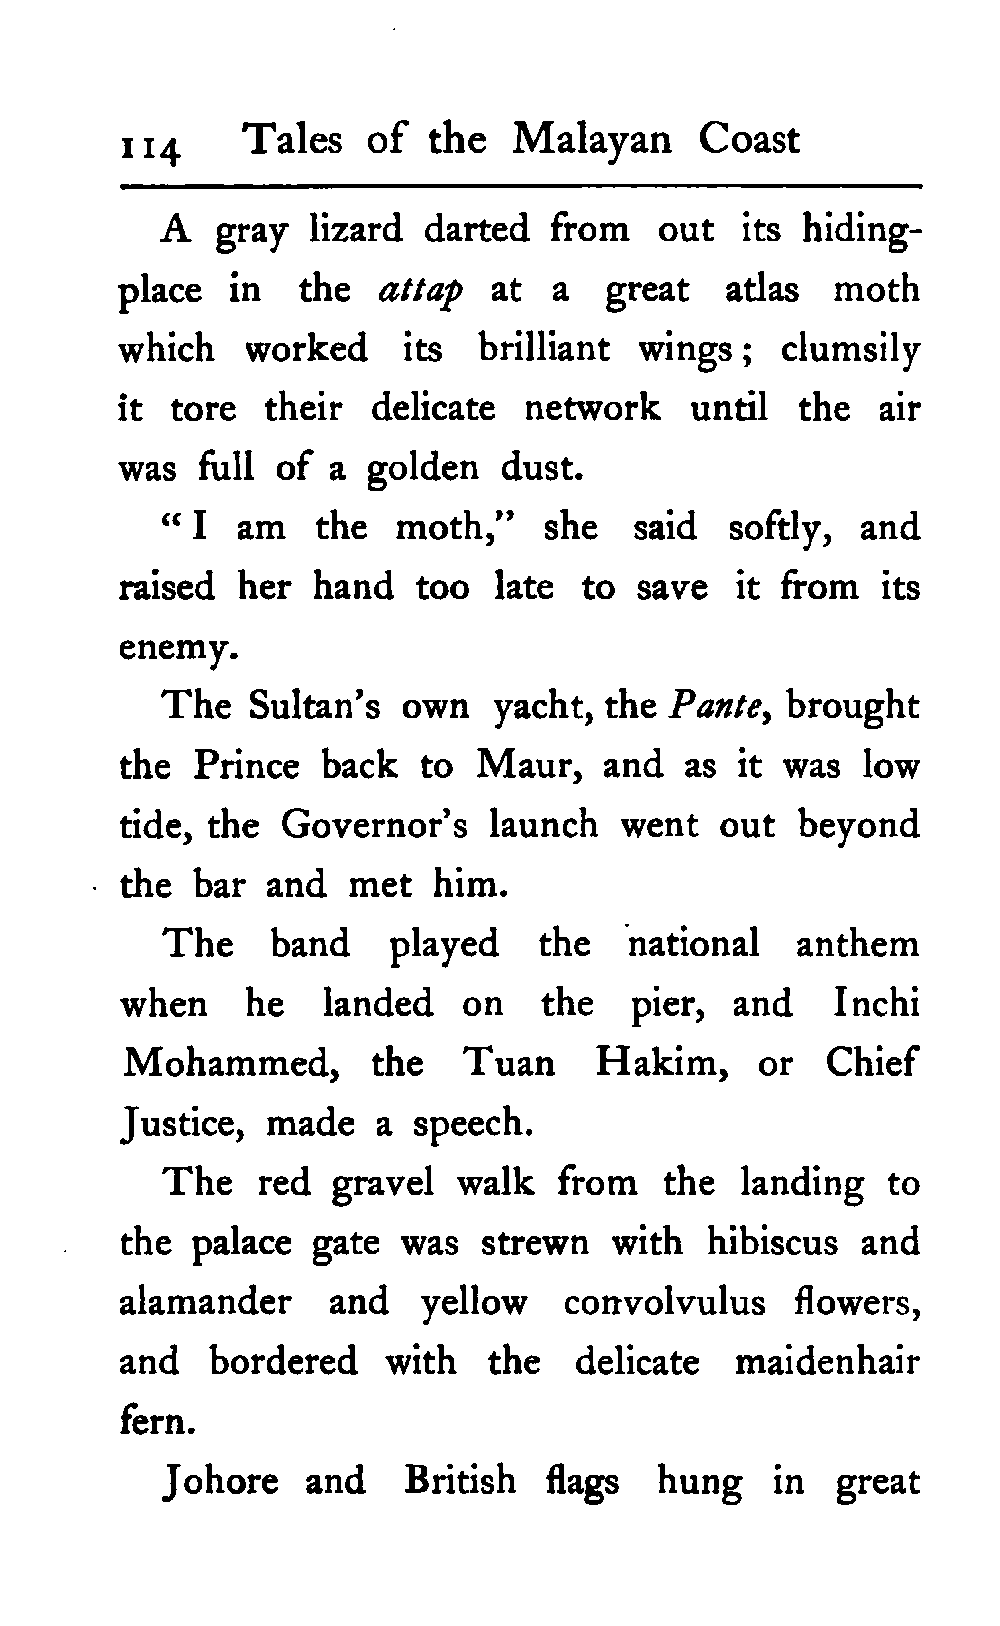 114 Tales of the Malayan Coast
A gray lizard darted from out its hiding-
place in the attap at a great atlas moth
which worked its brilliant wings; clumsily
it tore their delicate network until the air
was full of a golden dust.
"I am the moth," she said softly, and
raised her hand too late to save it from its
enemy.
The Sultan's own yacht, the Pante, brought
the Prince back to Maur, and as it was low
tide, the Governor's launch went out beyond
the bar and met him.
The band played the national anthem
when he landed on the pier, and Inchi
Mohammed, the Tuan Hakim, or Chief
Justice, made a speech.
The red gravel walk from the landing to
the palace gate was strewn with hibiscus and
alamander and yellow convolvulus flowers,
and bordered with the delicate maidenhair
fern.
Johore and British flags hung in great